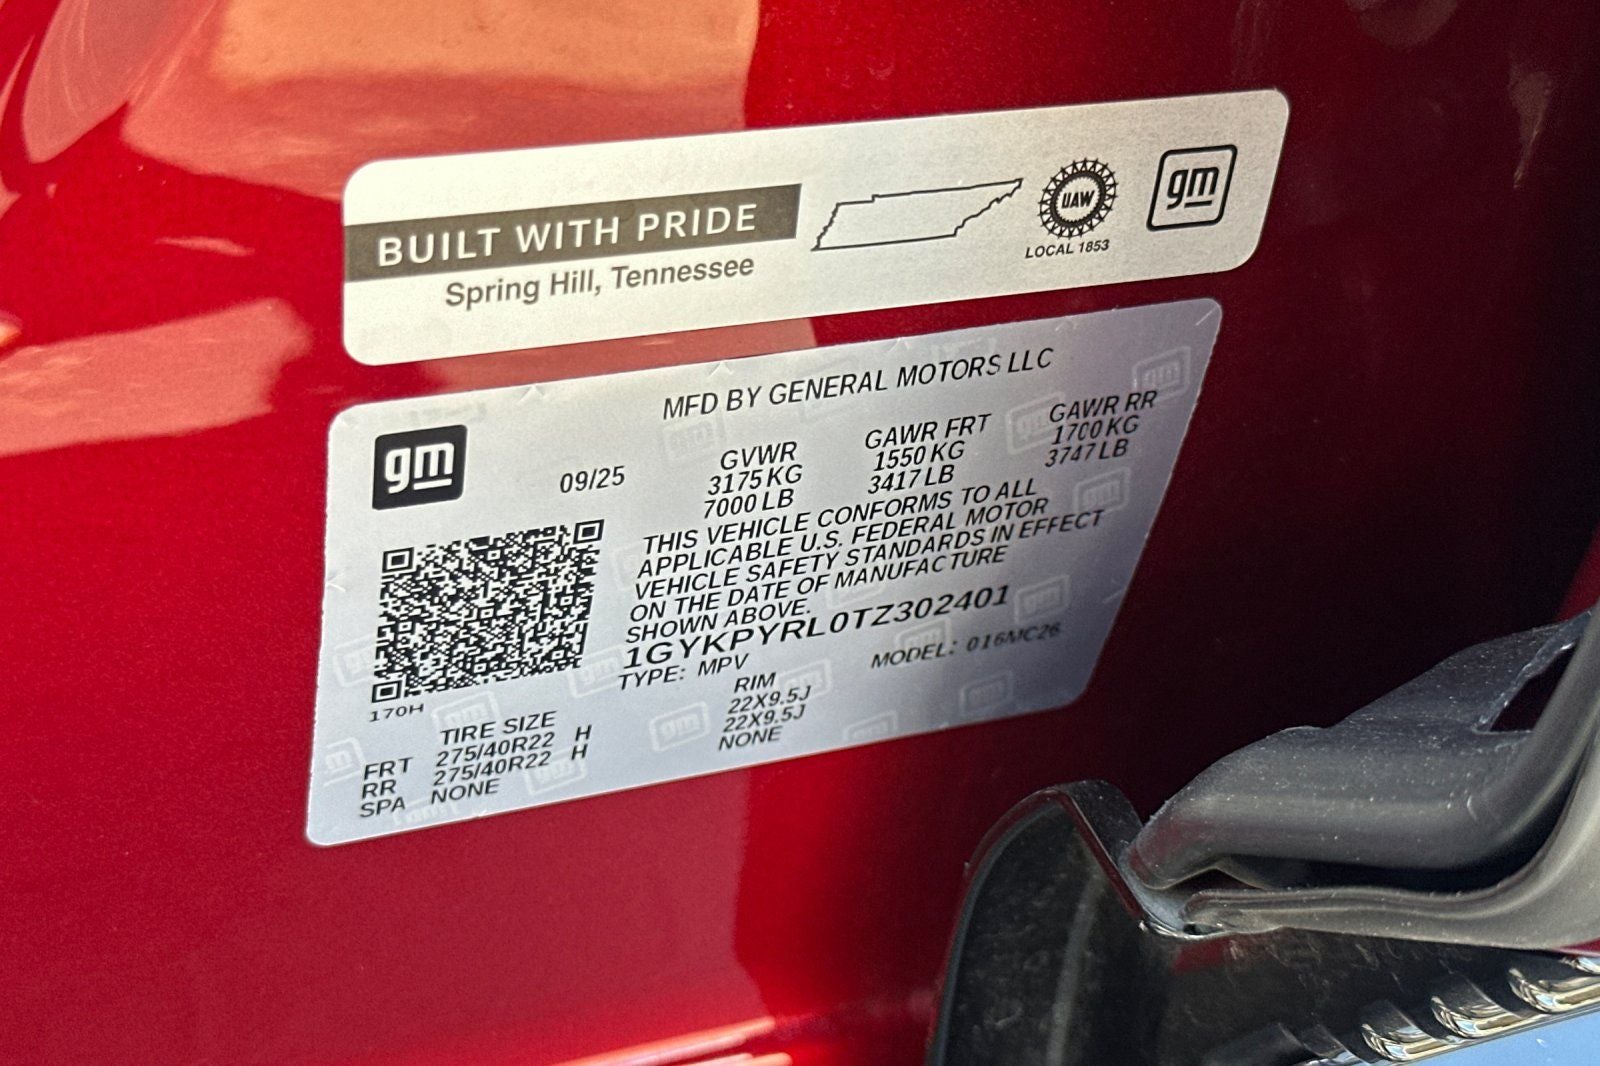 BUILT WITH PRIDE
Spring Hill, Tennessee
UAW
LOCAL 1853
gm
MFD BY GENERAL MOTORS LLC
gm
09/25
GVWR GAWR FRT GAWR RR
3175 KG 1550 KG 1700 KG
7000 LB 3417 LB 3747 LB
THIS VEHICLE CONFORMS TO ALL
APPLICABLE U.S. FEDERAL MOTOR
VEHICLE SAFETY STANDARDS IN EFFECT
ON THE DATE OF MANUFACTURE
SHOWN ABOVE.
1GYKPYRL0TZ302401
TYPE: MPV MODEL: 016MC26
170H
TIRE SIZE RIM
FRT 275/40R22 H 22X9.5J
RR 275/40R22 H 22X9.5J
SPA NONE NONE